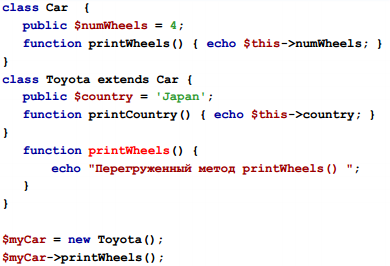 class Car  {
   public $numWheels = 4;
   function printWheels() { echo $this->numWheels; }
}
class Toyota extends Car {
   public $country = 'Japan';
   function printCountry() { echo $this->country; }
}
   function printWheels() {
       echo "Перегруженный метод printWheels() ";
   }
}

$myCar = new Toyota();
$myCar->printWheels();